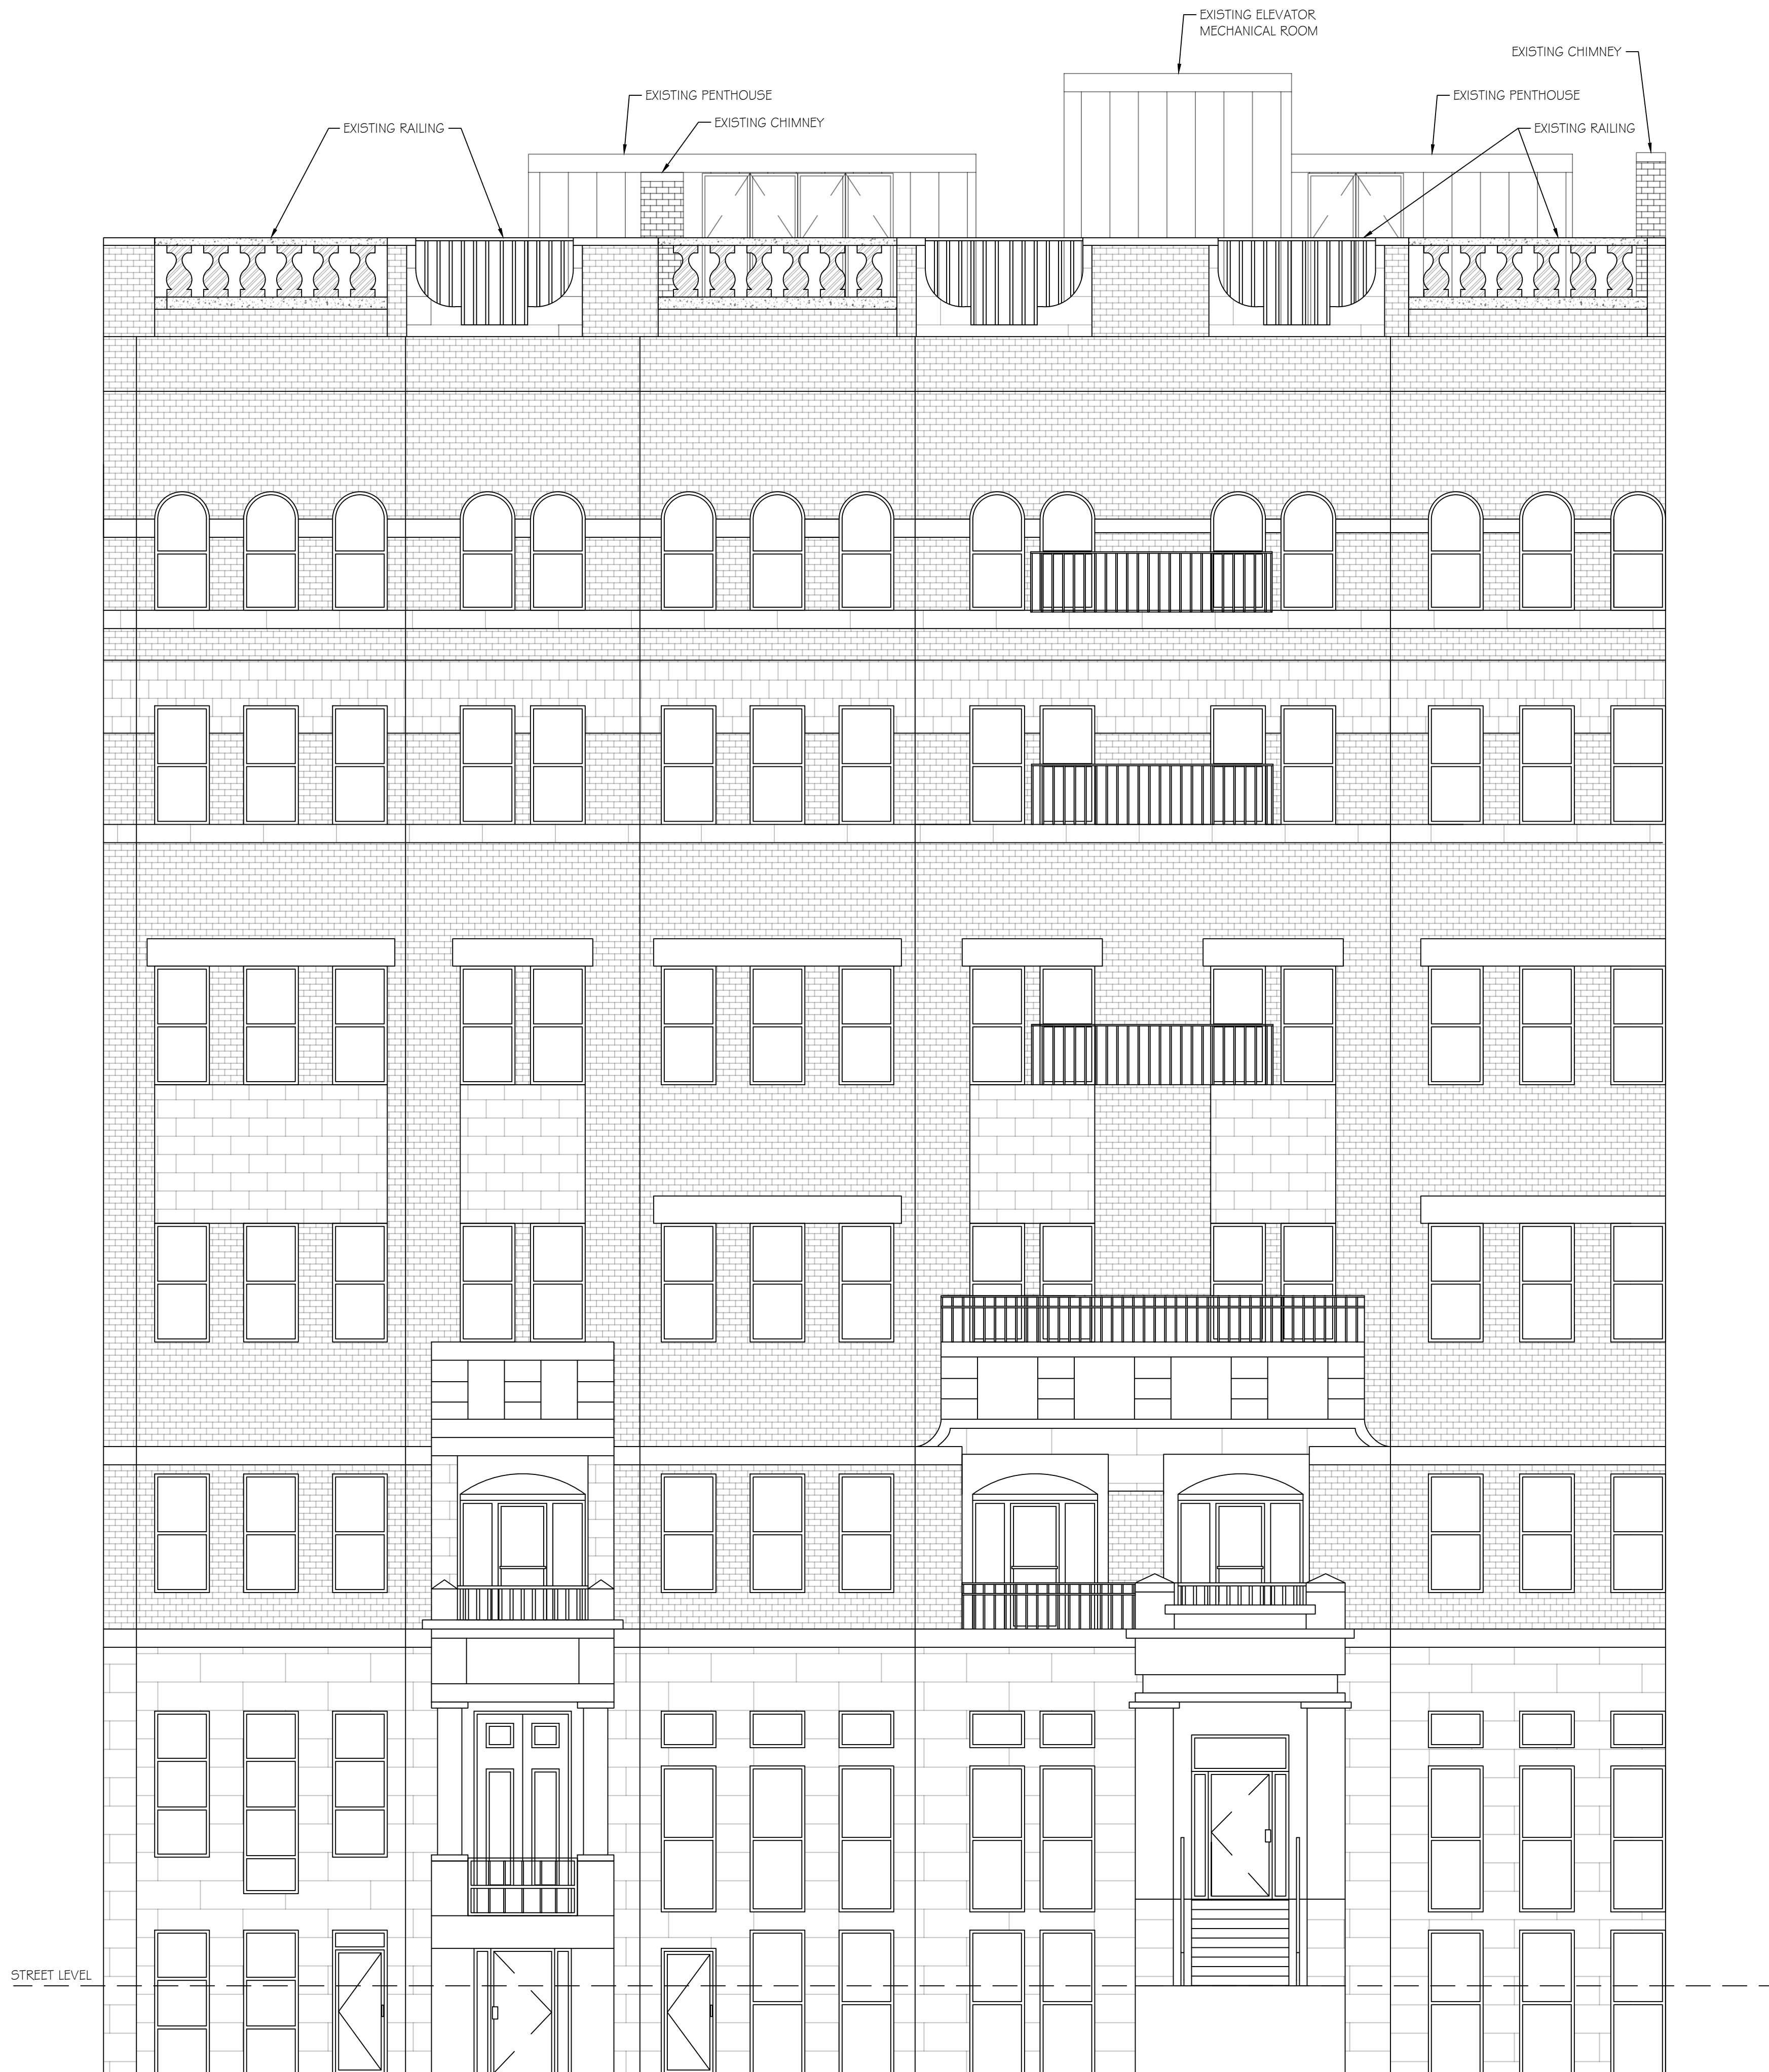 EXISTING ELEVATOR
MECHANICAL ROOM
EXISTING CHIMNEY
EXISTING PENTHOUSE
EXISTING PENTHOUSE
EXISTING CHIMNEY
EXISTING RAILING
EXISTING RAILING
STREET LEVEL